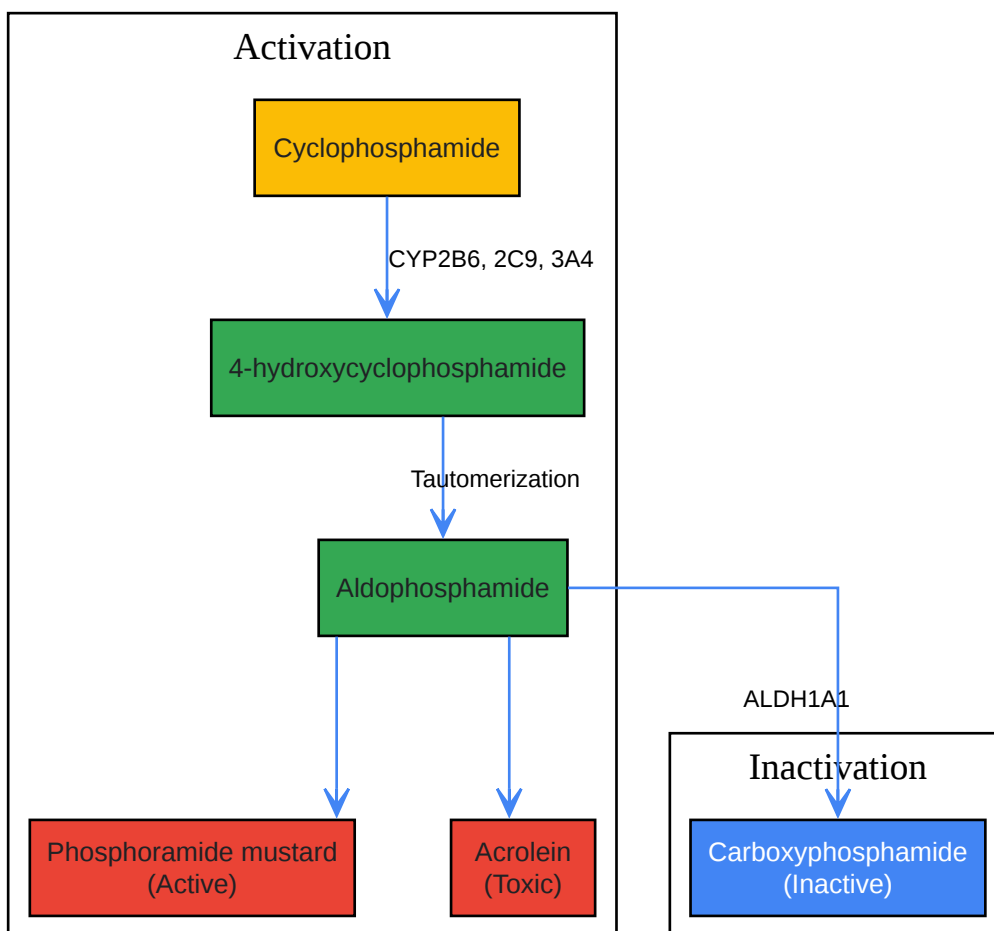 Activation
Cyclophosphamide
CYP2B6, 2C9, 3A4
4-hydroxycyclophosphamide
Tautomerization
Aldophosphamide
ALDH1A1
Inactivation
Phosphoramide mustard
(Active)
Acrolein
(Toxic)
Carboxyphosphamide
(Inactive)